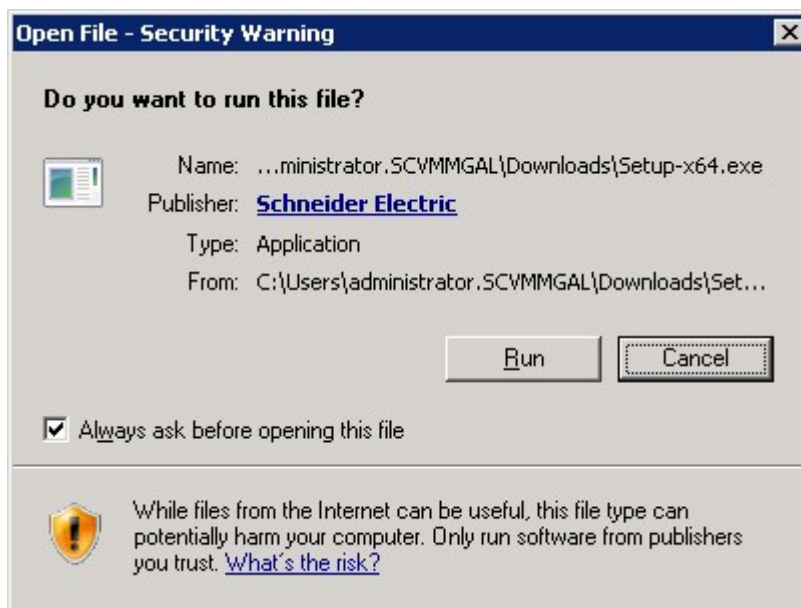 Open File - Security Warning
Do you want to run this file?
Name: ...ministrator.SCVMMGAL\Downloads\Setup-x64.exe
Publisher: Schneider Electric
Type: Application
From: C:\Users\administrator.SCVMMGAL\Downloads\Set...
Run Cancel
Always ask before opening this file
While files from the Internet can be useful, this file type can
potentially harm your computer. Only run software from publishers
you trust. What's the risk?